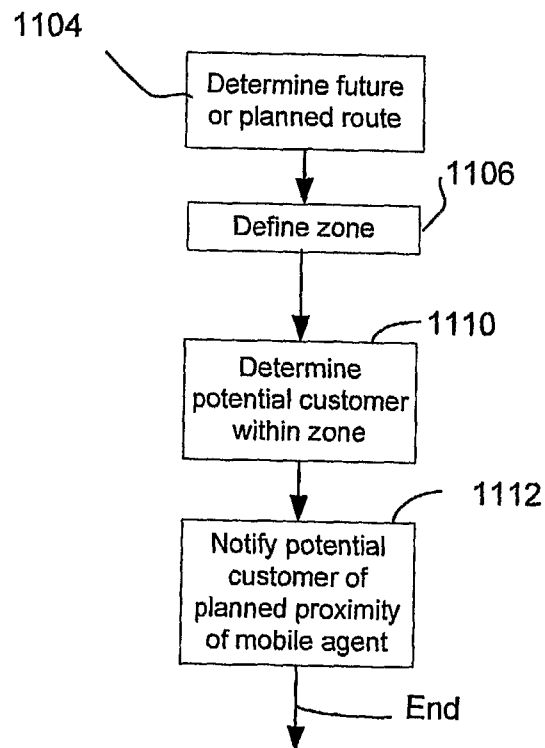 1104
Determine future
or planned route
1106
Define zone
1110
Determine
potential customer
within zone
1112
Notify potential
customer of
planned proximity
of mobile agent
End